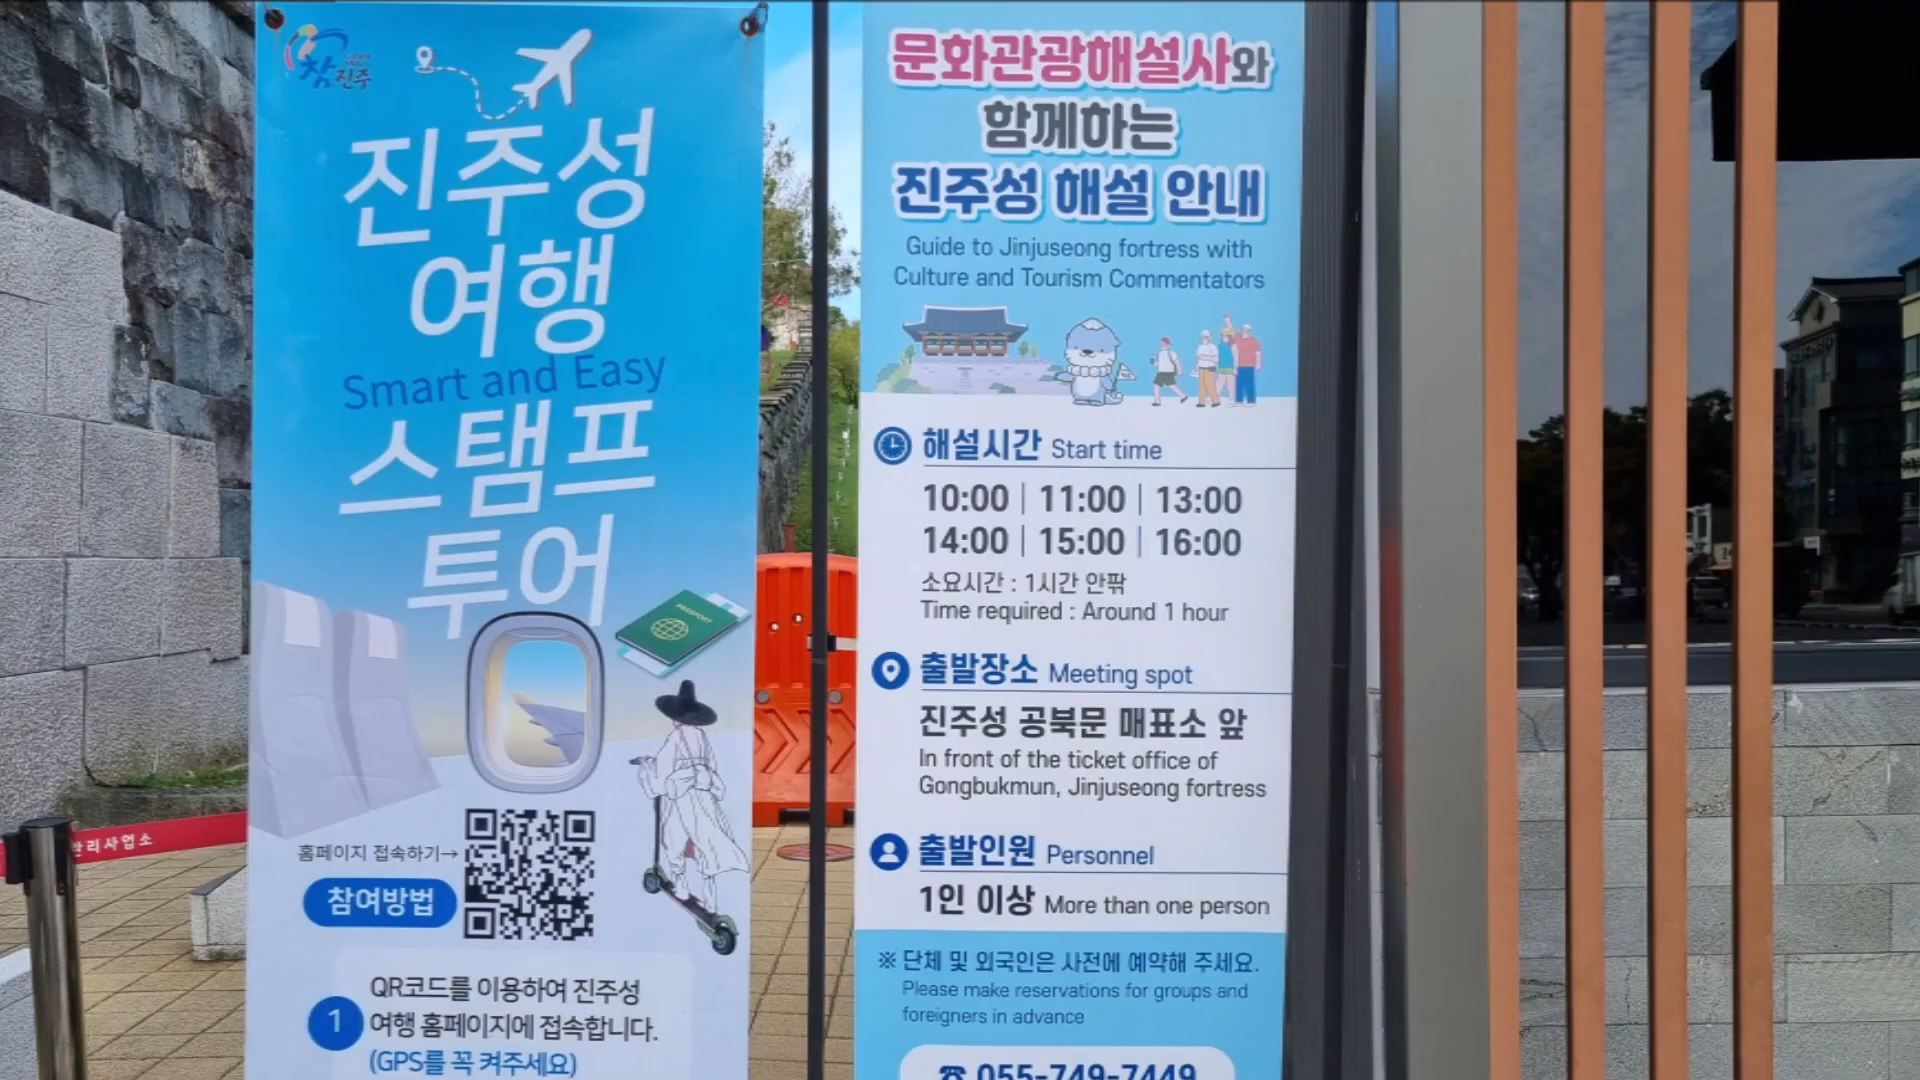 참진주
진주성
여행
Smart and Easy
스탬프
투어
PASSPORT
홈페이지 접속하기→
참여방법
1
QR코드를 이용하여 진주성
여행 홈페이지에 접속합니다.
(GPS를 꼭 켜주세요)
관리사업소
문화관광해설사와
함께하는
진주성 해설 안내
Guide to Jinjuseong fortress with
Culture and Tourism Commentators
해설시간 Start time
10:00 | 11:00 | 13:00
14:00 | 15:00 | 16:00
소요시간 : 1시간 안팎
Time required : Around 1 hour
출발장소 Meeting spot
진주성 공북문 매표소 앞
In front of the ticket office of
Gongbukmun, Jinjuseong fortress
출발인원 Personnel
1인 이상 More than one person
※ 단체 및 외국인은 사전에 예약해 주세요.
Please make reservations for groups and
foreigners in advance
☎ 055-749-7449